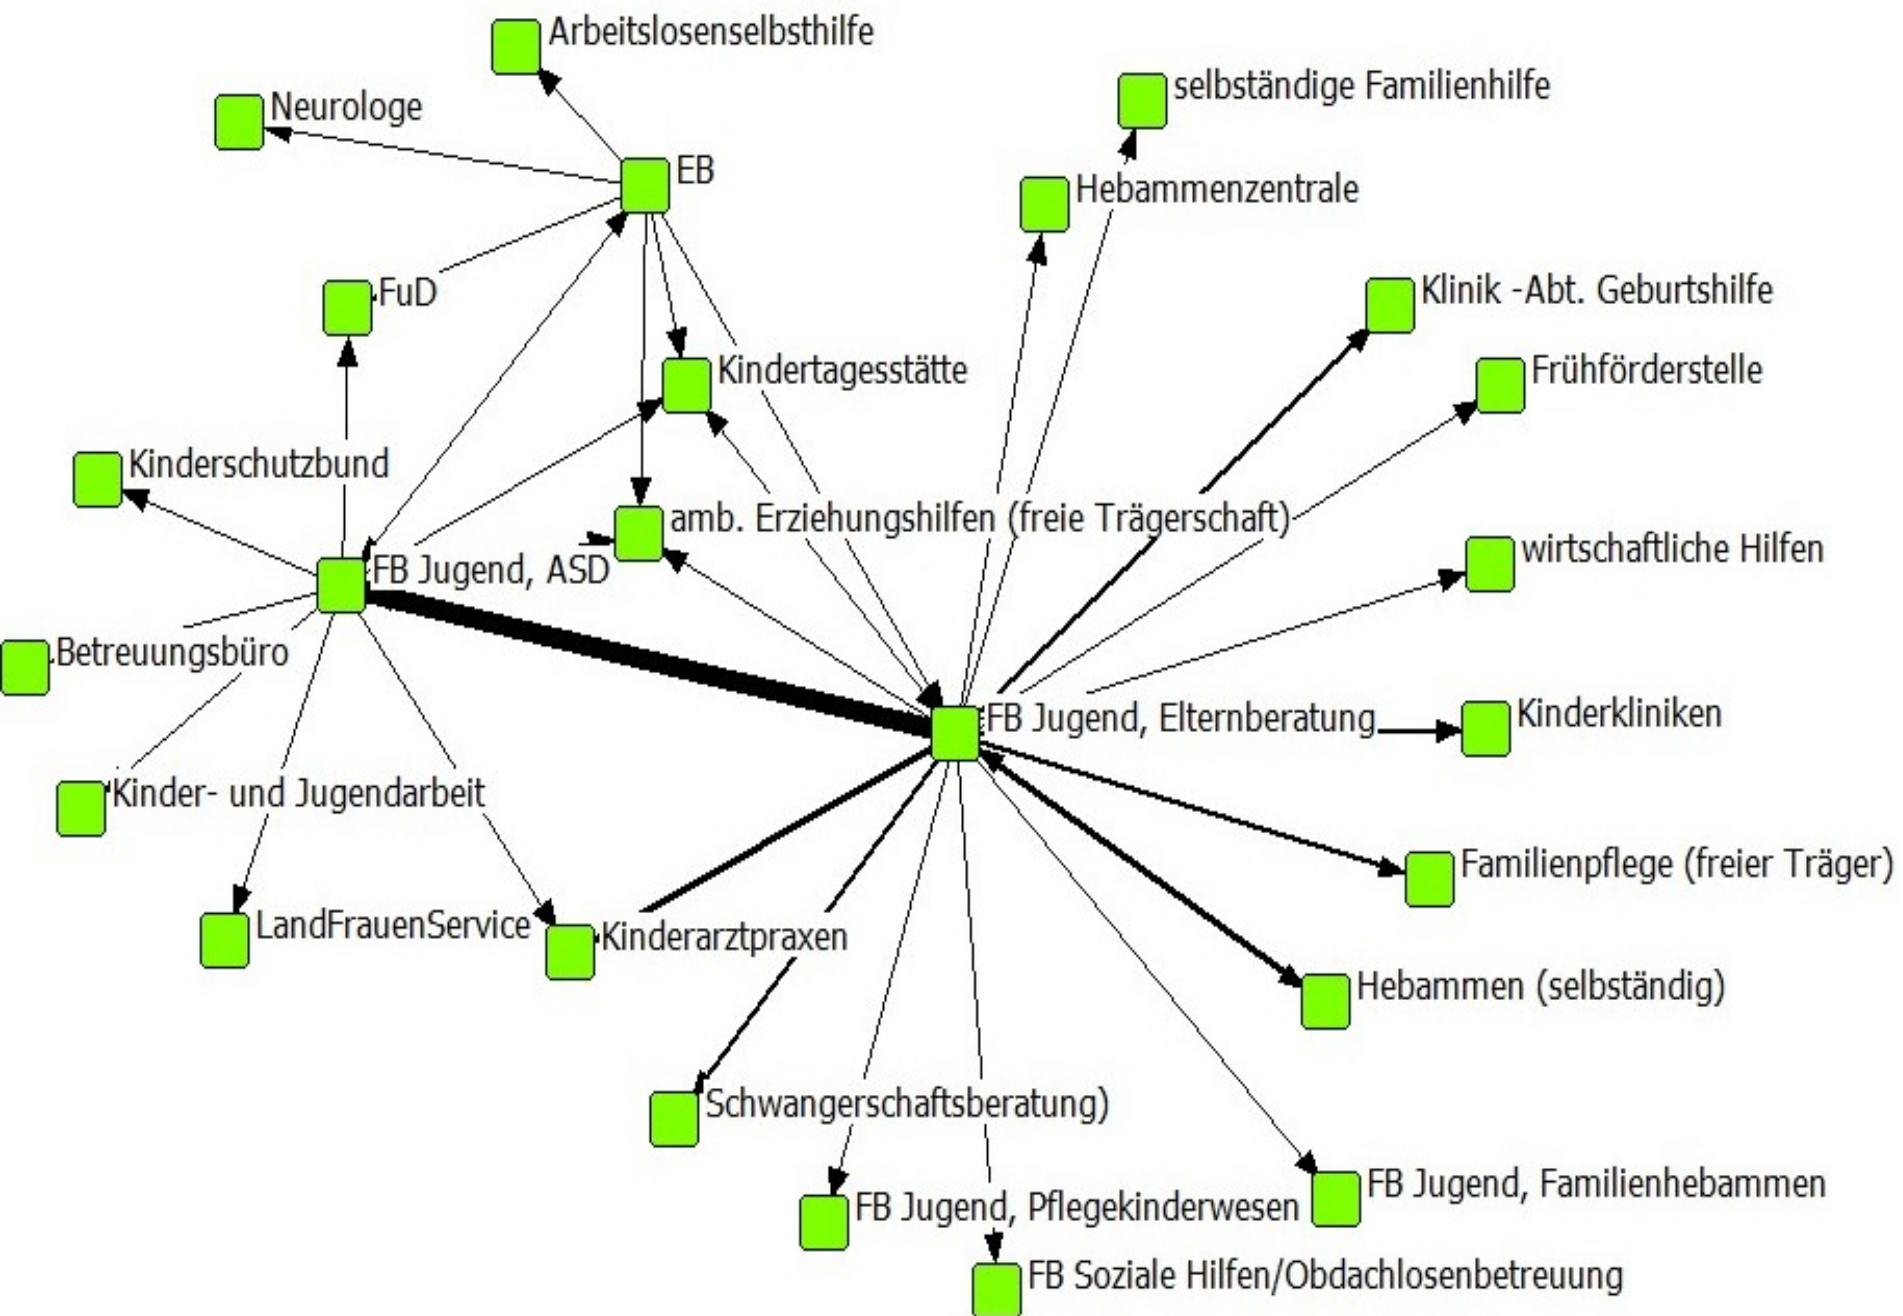 Arbeitslosenselbsthilfe
selbständige Familienhilfe
Neurologe
EB
Hebammenzentrale
FuD
Klinik -Abt. Geburtshilfe
Kindertagesstätte
Frühförderstelle
Kinderschutzbund
amb. Erziehungshilfen (freie Trägerschaft)
wirtschaftliche Hilfen
FB Jugend, ASD
Betreuungsbüro
FB Jugend, Elternberatung
Kinderkliniken
Kinder- und Jugendarbeit
Familienpflege (freier Träger)
LandFrauenService
Kinderarztpraxen
Hebammen (selbständig)
Schwangerschaftsberatung)
FB Jugend, Familienhebammen
FB Jugend, Pflegekinderwesen
FB Soziale Hilfen/Obdachlosenbetreuung